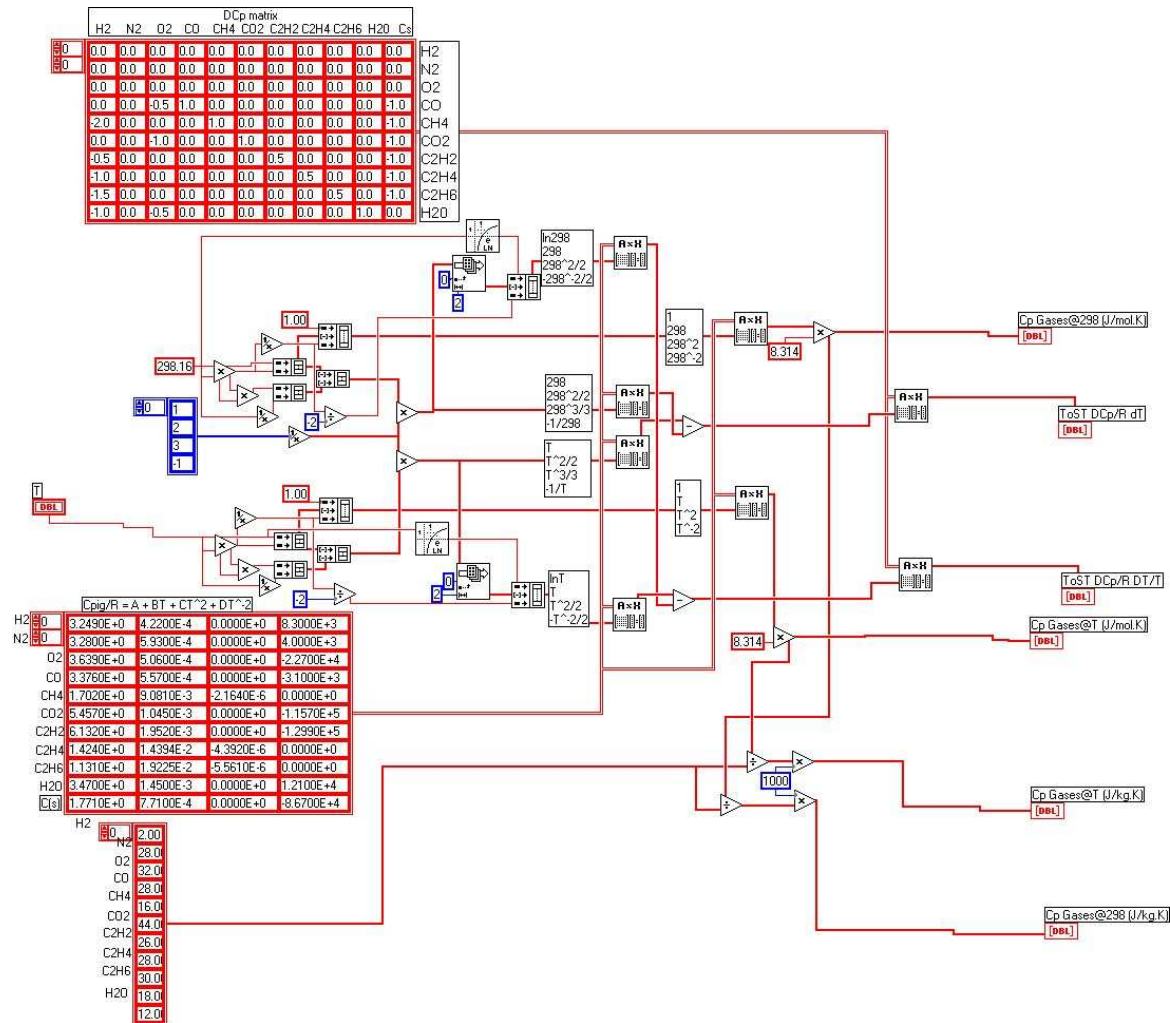 DCp matrix
H2 N2 O2 CO CH4 CO2 C2H2 C2H4 C2H6 H20 Cs
0 0.0 0.0 0.0 0.0 0.0 0.0 0.0 0.0 0.0 0.0 0.0 H2
0 0.0 0.0 0.0 0.0 0.0 0.0 0.0 0.0 0.0 0.0 0.0 N2
0.0 0.0 0.0 0.0 0.0 0.0 0.0 0.0 0.0 0.0 0.0 O2
0.0 0.0 -0.5 1.0 0.0 0.0 0.0 0.0 0.0 0.0 -1.0 CO
-2.0 0.0 0.0 0.0 1.0 0.0 0.0 0.0 0.0 0.0 -1.0 CH4
0.0 0.0 -1.0 0.0 0.0 1.0 0.0 0.0 0.0 0.0 -1.0 CO2
-0.5 0.0 0.0 0.0 0.0 0.0 0.5 0.0 0.0 0.0 -1.0 C2H2
-1.0 0.0 0.0 0.0 0.0 0.0 0.0 0.5 0.0 0.0 -1.0 C2H4
-1.5 0.0 0.0 0.0 0.0 0.0 0.0 0.0 0.5 0.0 -1.0 C2H6
-1.0 0.0 -0.5 0.0 0.0 0.0 0.0 0.0 0.0 1.0 0.0 H20
e
LN
0
2
ln298
298
298^2/2
-298^-2/2
A×X
1.00
298.16
1
298
298^2
298^-2
A×X
8.314
Cp Gases@298 (J/mol.K)
[DBL]
0
1
2
3
-1
-2
298
298^2/2
298^3/3
-1/298
A×X
A×X
A×X
ToST DCp/R dT
[DBL]
T
T^2/2
T^3/3
-1/T
T
DBL
1.00
1
T
T^2
T^-2
A×X
e
LN
0
2
-2
lnT
T
T^2/2
-T^-2/2
A×X
A×X
ToST DCp/R DT/T
[DBL]
8.314
Cp Gases@T (J/mol.K)
[DBL]
Cpig/R = A + BT + CT^2 + DT^-2
H2 0 3.2490E+0 4.2200E-4 0.0000E+0 8.3000E+3
N2 0 3.2800E+0 5.9300E-4 0.0000E+0 4.0000E+3
O2 3.6390E+0 5.0600E-4 0.0000E+0 -2.2700E+4
CO 3.3760E+0 5.5700E-4 0.0000E+0 -3.1000E+3
CH4 1.7020E+0 9.0810E-3 -2.1640E-6 0.0000E+0
CO2 5.4570E+0 1.0450E-3 0.0000E+0 -1.1570E+5
C2H2 6.1320E+0 1.9520E-3 0.0000E+0 -1.2990E+5
C2H4 1.4240E+0 1.4394E-2 -4.3920E-6 0.0000E+0
C2H6 1.1310E+0 1.9225E-2 -5.5610E-6 0.0000E+0
H20 3.4700E+0 1.4500E-3 0.0000E+0 1.2100E+4
C(s) 1.7710E+0 7.7100E-4 0.0000E+0 -8.6700E+4
1000
Cp Gases@T (J/kg.K)
[DBL]
H2 0 2.00
N2 28.00
O2 32.00
CO 28.00
CH4 16.00
CO2 44.00
C2H2 26.00
C2H4 28.00
C2H6 30.00
H20 18.00
12.00
Cp Gases@298 (J/kg.K)
[DBL]